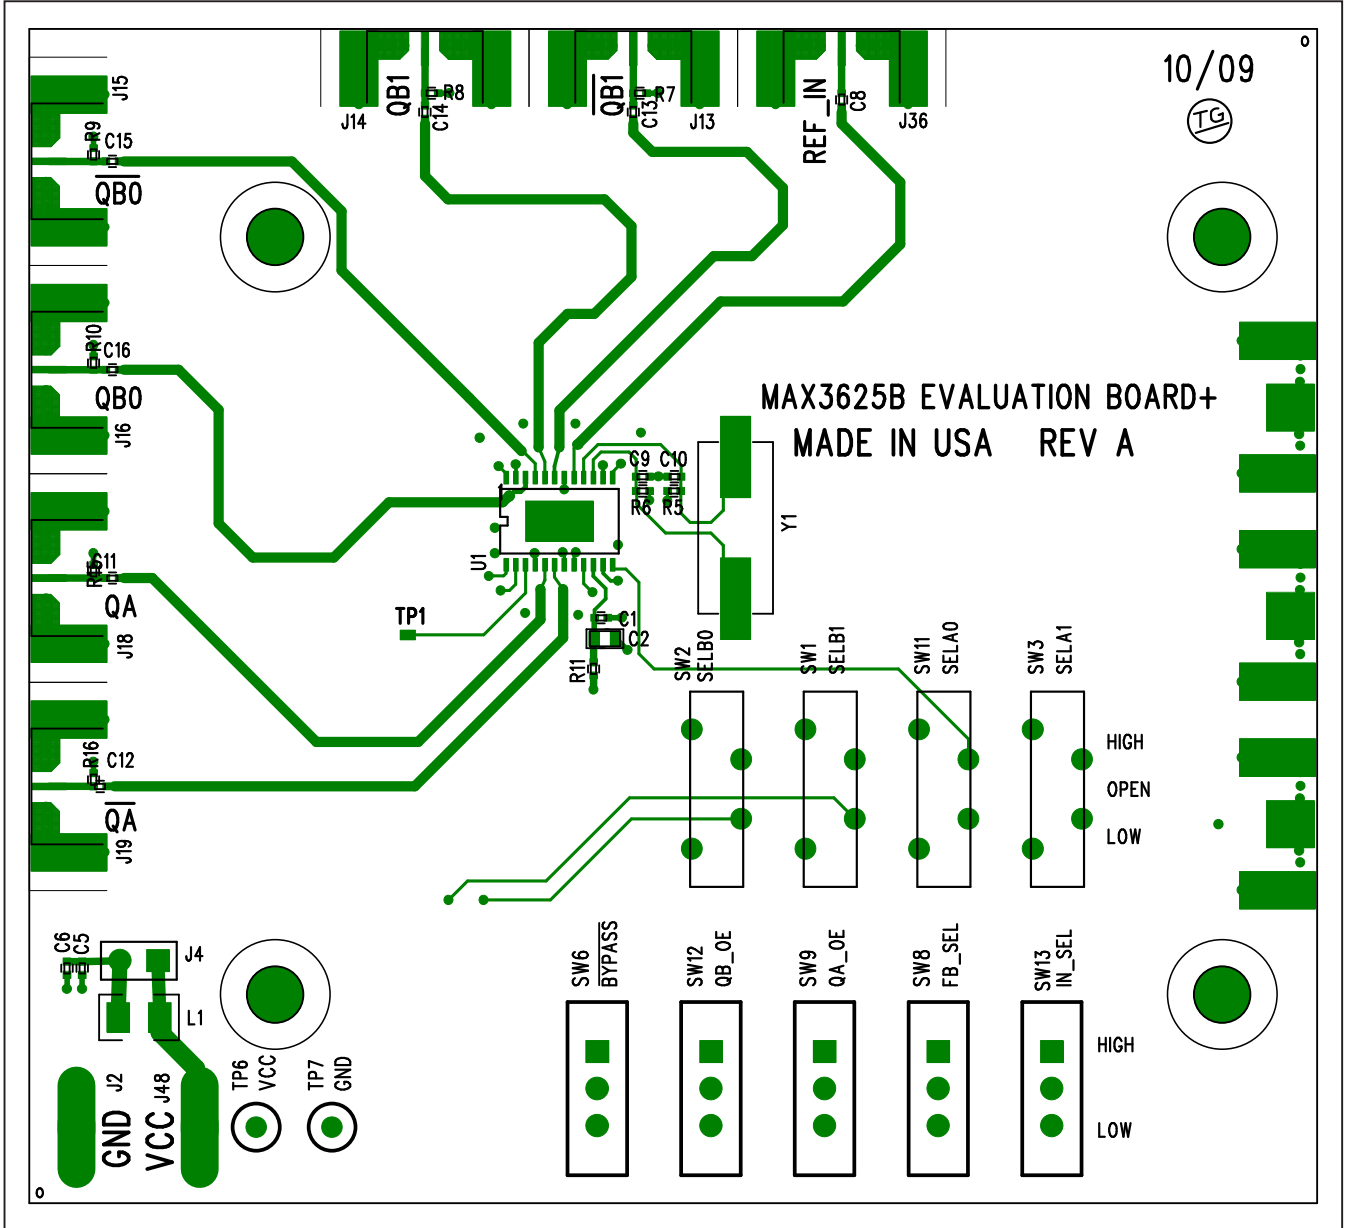 10/09
TG
J15
R9
C15
QB0
J14
QB1
R8
C14
QB1
R7
C13
J13
REF_IN
C8
J36
R10
C16
QB0
J16
MAX3625B EVALUATION BOARD+
MADE IN USA REV A
C9 C10
R6 R5
Y1
U1
C11
QA
J18
TP1
C1
C2
R11
SW2
SELB0
SW1
SELB1
SW11
SELA0
SW3
SELA1
R16
C12
QA
J19
HIGH
OPEN
LOW
C6
C5
J4
L1
SW6
BYPASS
SW12
QB_OE
SW9
QA_OE
SW8
FB_SEL
SW13
IN_SEL
HIGH
LOW
J2
GND
J48
VCC
TP6
VCC
TP7
GND